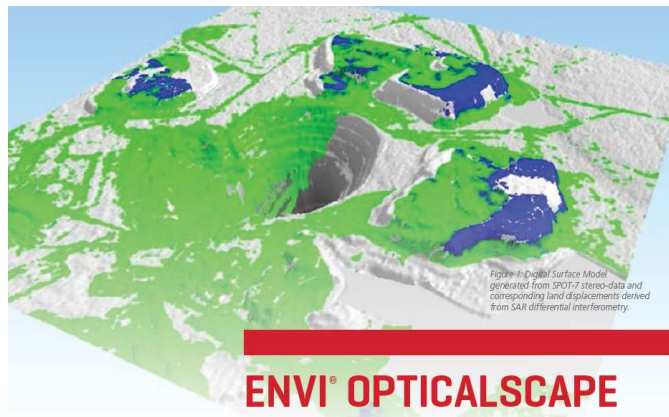 Figure 1: Digital Surface Model
generated from SPOT-7 stereo-data and
corresponding land displacements derived
from SAR differential interferometry.
ENVI® OPTICALSCAPE